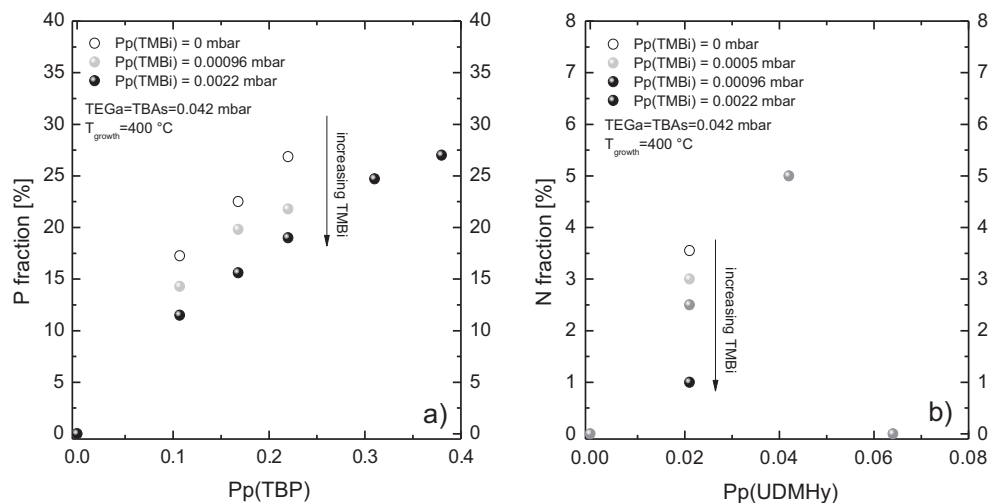 40
35
30
25
20
15
10
5
0
P fraction [%]
Pp(TMBi) = 0 mbar
Pp(TMBi) = 0.00096 mbar
Pp(TMBi) = 0.0022 mbar
TEGa=TBAs=0.042 mbar
T_growth=400 °C
increasing TMBi
a)
40
35
30
25
20
15
10
5
0
0.0 0.1 0.2 0.3 0.4
Pp(TBP)
8
7
6
5
4
3
2
1
0
N fraction [%]
Pp(TMBi) = 0 mbar
Pp(TMBi) = 0.0005 mbar
Pp(TMBi) = 0.00096 mbar
Pp(TMBi) = 0.0022 mbar
TEGa=TBAs=0.042 mbar
T_growth=400 °C
increasing TMBi
b)
8
7
6
5
4
3
2
1
0
0.00 0.02 0.04 0.06 0.08
Pp(UDMHy)